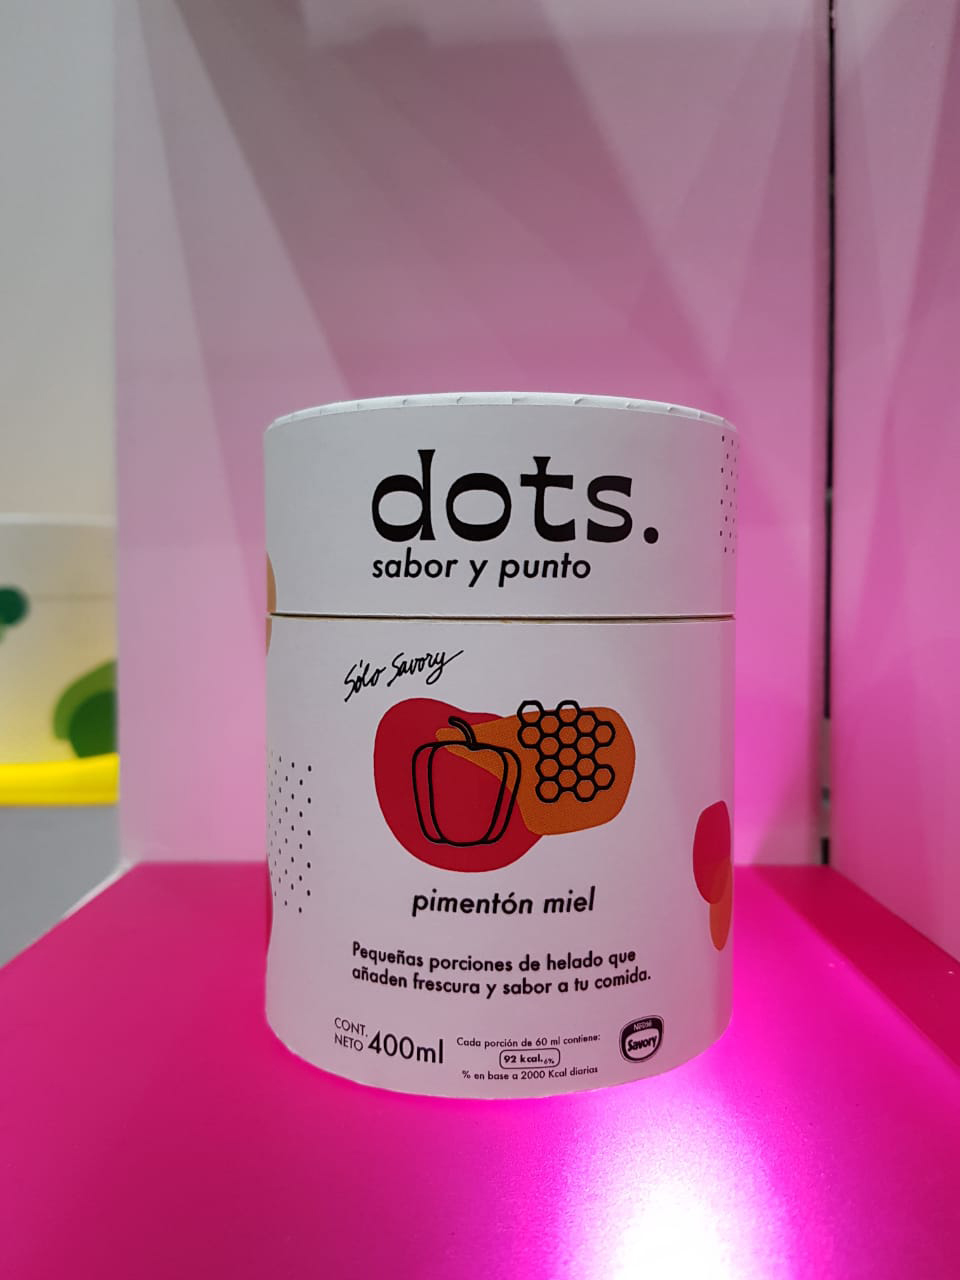 dots.
sabor y punto
Sólo Savory
pimentón miel
Pequeñas porciones de helado que
añaden frescura y sabor a tu comida.
CONT.
NETO 400ml
Cada porción de 60 ml contiene:
92 kcal. 6%
% en base a 2000 Kcal diarias
Nestlé
Savory